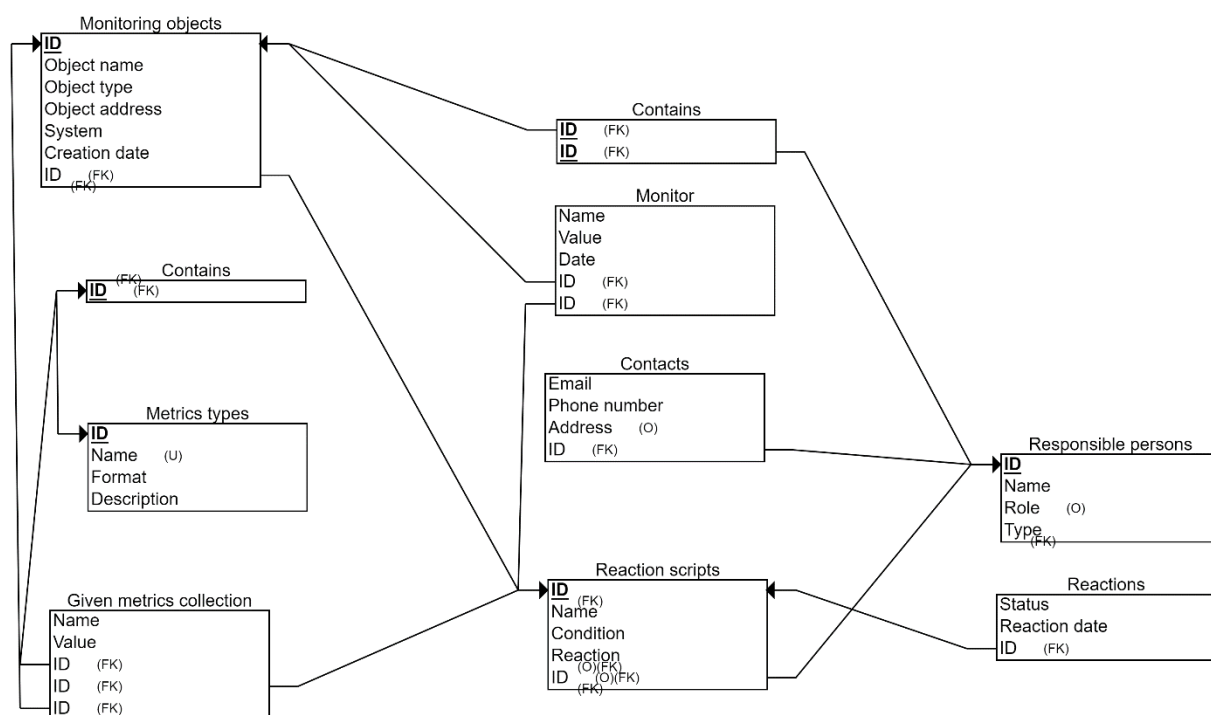 Monitoring objects
ID
Object name
Object type
Object address
System
Creation date
ID (FK)
(FK)
Contains
ID (FK)
ID (FK)
Monitor
Name
Value
Date
ID (FK)
ID (FK)
Contains
(FK)
ID (FK)
Contacts
Email
Phone number
Address (O)
ID (FK)
Metrics types
ID
Name (U)
Format
Description
Responsible persons
ID
Name
Role (O)
Type
(FK)
Reaction scripts
ID
(FK)
Name
Condition
Reaction
(O)(FK)
ID (O)(FK)
(FK)
Reactions
Status
Reaction date
ID (FK)
Given metrics collection
Name
Value
ID (FK)
ID (FK)
ID (FK)